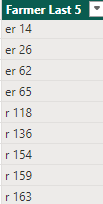 Farmer Last 5
er 14
er 26
er 62
er 65
r 118
r 136
r 154
r 159
r 163